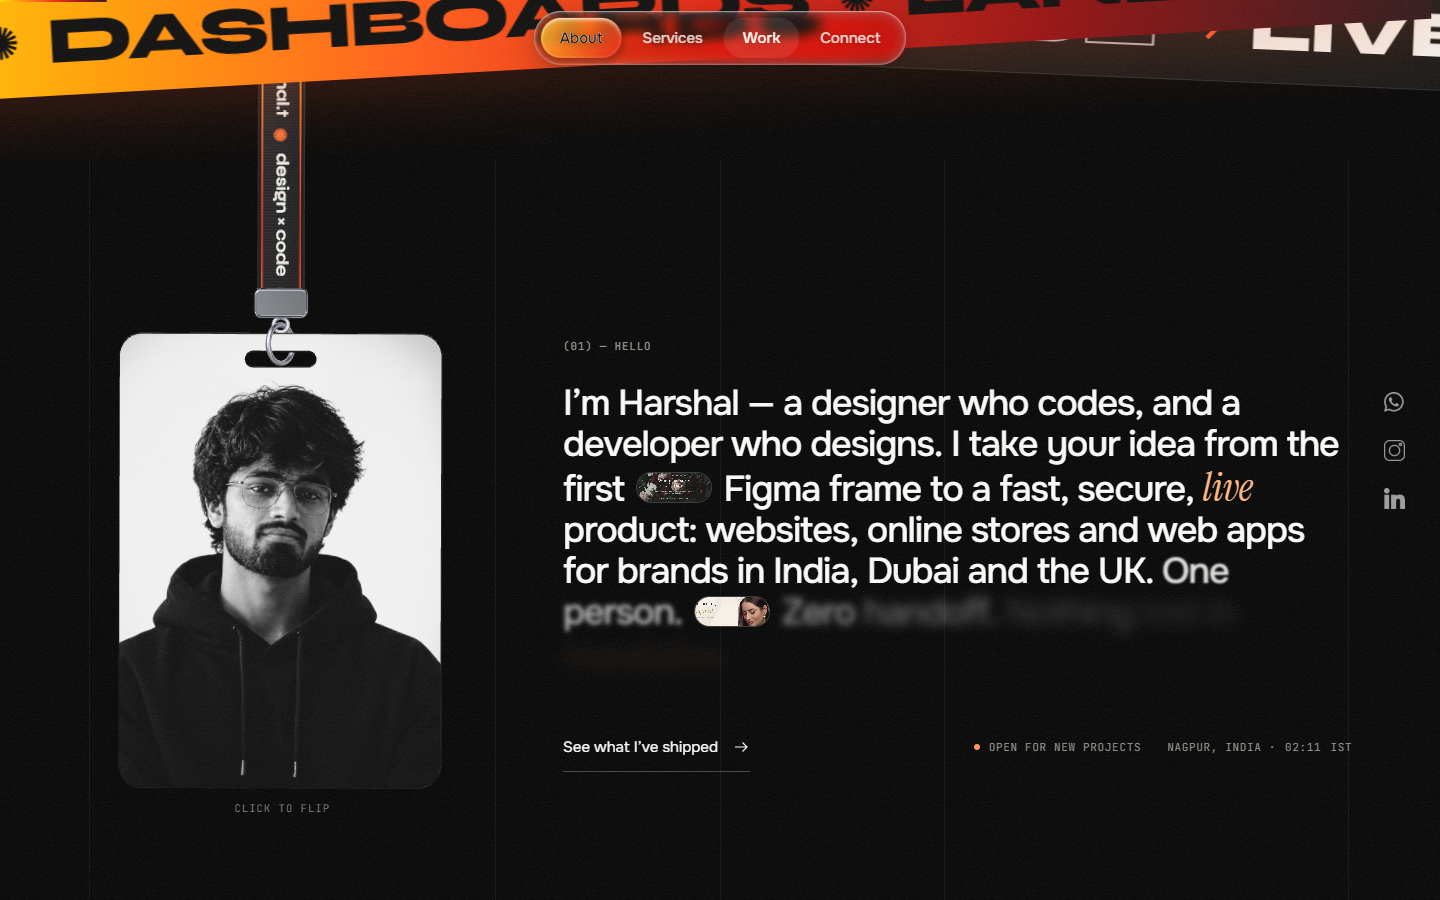 DASHBOARDS
LIVE
About Services Work Connect
design × code
(01) — HELLO
I’m Harshal — a designer who codes, and a
developer who designs. I take your idea from the
first Figma frame to a fast, secure, live
product: websites, online stores and web apps
for brands in India, Dubai and the UK. One
person. Zero handoff.
See what I’ve shipped →
OPEN FOR NEW PROJECTS NAGPUR, INDIA · 02:11 IST
CLICK TO FLIP